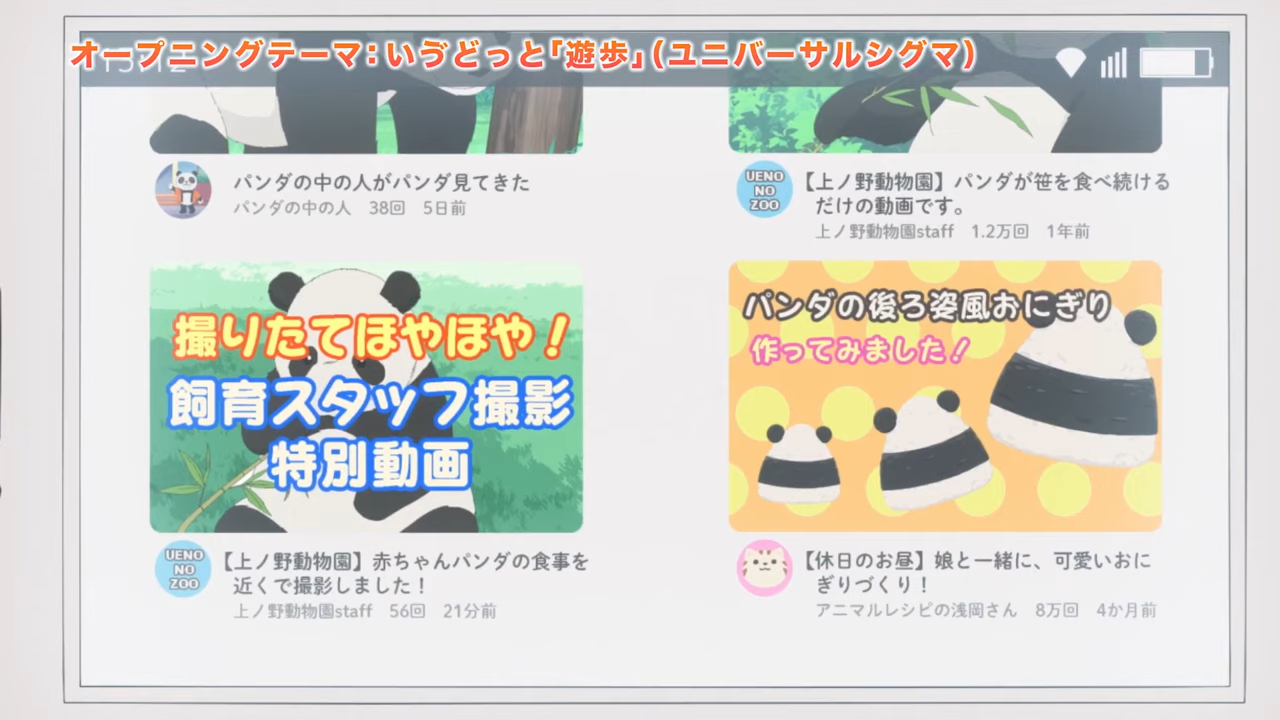 オープニングテーマ：いゔどっと「遊歩」（ユニバーサルシグマ）
パンダの中の人がパンダ見てきた
パンダの中の人 38回 5日前
UENO
NO
ZOO
【上ノ野動物園】パンダが笹を食べ続ける
だけの動画です。
上ノ野動物園staff 1.2万回 1年前
撮りたてほやほや！
飼育スタッフ撮影
特別動画
UENO
NO
ZOO
【上ノ野動物園】赤ちゃんパンダの食事を
近くで撮影しました！
上ノ野動物園staff 56回 21分前
パンダの後ろ姿風おにぎり
作ってみました！
【休日のお昼】娘と一緒に、可愛いおに
ぎりづくり！
アニマルレシピの浅岡さん 8万回 4か月前